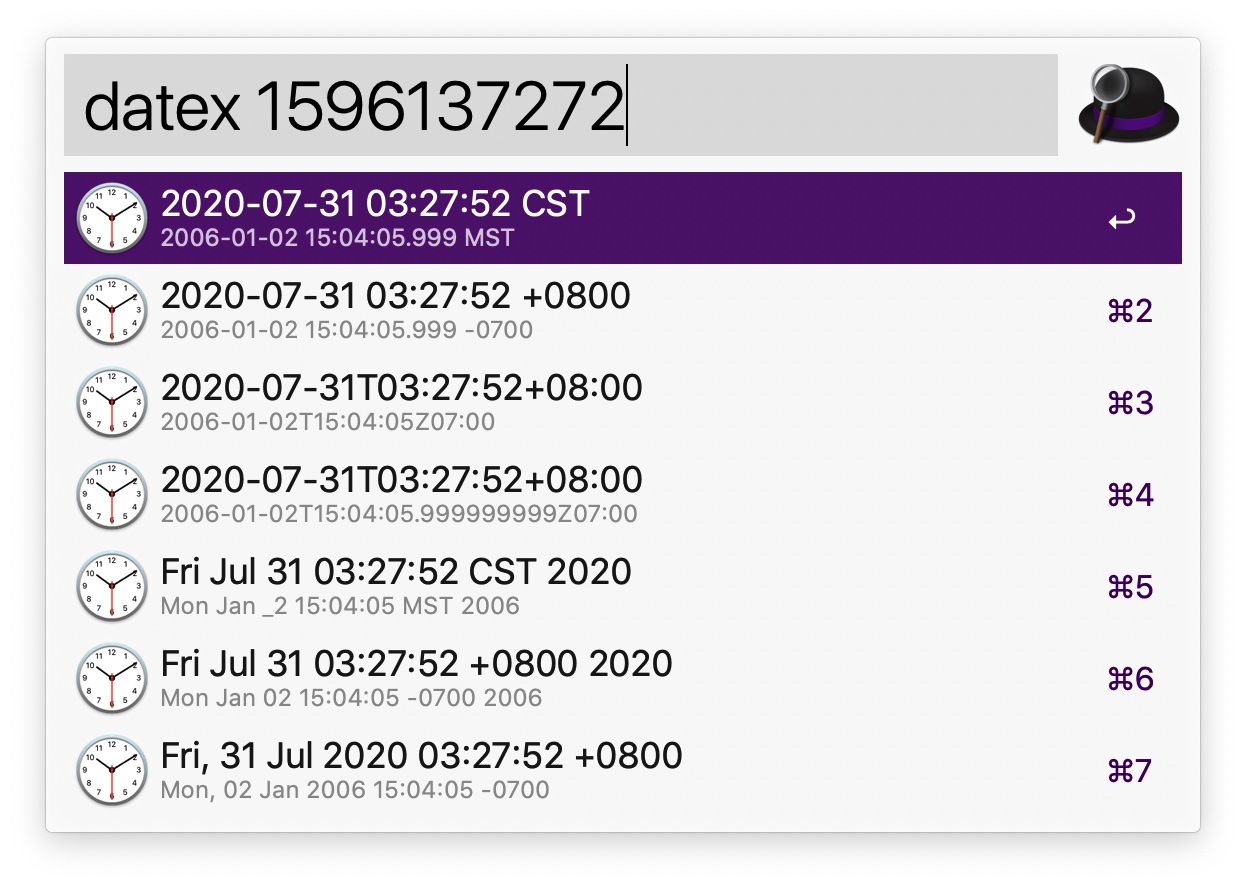 datex 1596137272
2020-07-31 03:27:52 CST
2006-01-02 15:04:05.999 MST
↩
2020-07-31 03:27:52 +0800
2006-01-02 15:04:05.999 -0700
⌘2
2020-07-31T03:27:52+08:00
2006-01-02T15:04:05Z07:00
⌘3
2020-07-31T03:27:52+08:00
2006-01-02T15:04:05.999999999Z07:00
⌘4
Fri Jul 31 03:27:52 CST 2020
Mon Jan _2 15:04:05 MST 2006
⌘5
Fri Jul 31 03:27:52 +0800 2020
Mon Jan 02 15:04:05 -0700 2006
⌘6
Fri, 31 Jul 2020 03:27:52 +0800
Mon, 02 Jan 2006 15:04:05 -0700
⌘7